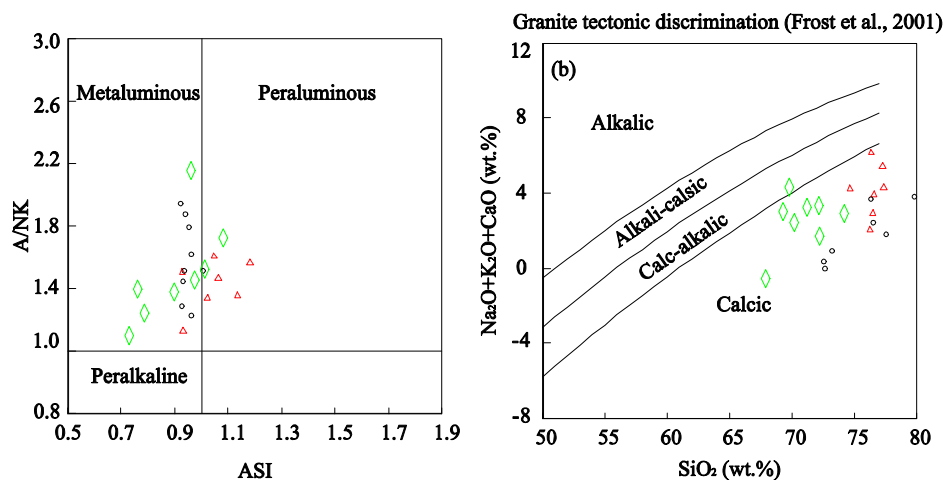 Granite tectonic discrimination (Frost et al., 2001)
3.0
2.6
2.2
1.8
1.4
1.0
0.8
A/NK
Metaluminous
Peraluminous
Peralkaline
0.5 0.7 0.9 1.1 1.3 1.5 1.7 1.9
ASI
12
8
4
0
-4
-8
Na₂O+K₂O+CaO (wt.%)
(b)
Alkalic
Alkali-calsic
Calc-alkalic
Calcic
50 55 60 65 70 75 80
SiO₂ (wt.%)